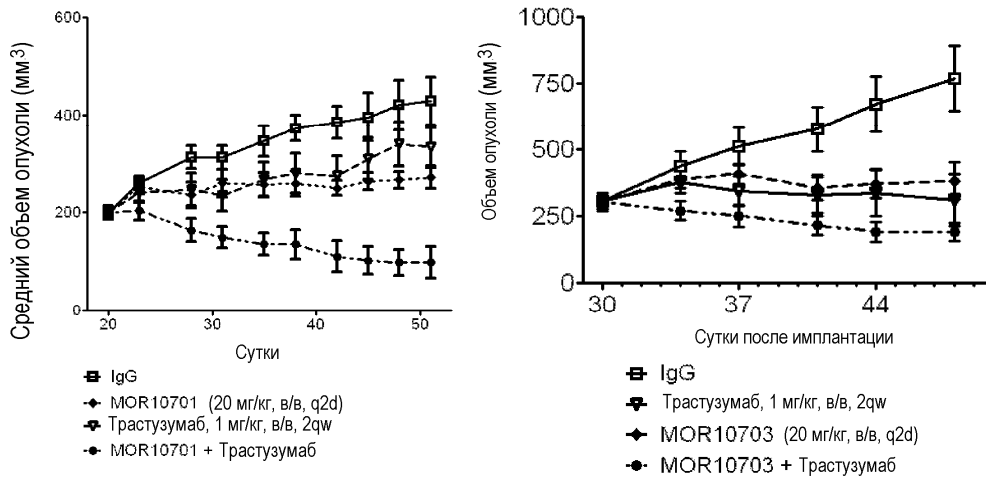 Средний объем опухоли (мм3)
600
400
200
0
20
30
40
50
Сутки
IgG
MOR10701 (20 мг/кг, в/в, q2d)
Трастузумаб, 1 мг/кг, в/в, 2qw
MOR10701 + Трастузумаб
Объем опухоли (мм3)
1000
750
500
250
0
30
37
44
Сутки после имплантации
IgG
Трастузумаб, 1 мг/кг, в/в, 2qw
MOR10703 (20 мг/кг, в/в, q2d)
MOR10703 + Трастузумаб